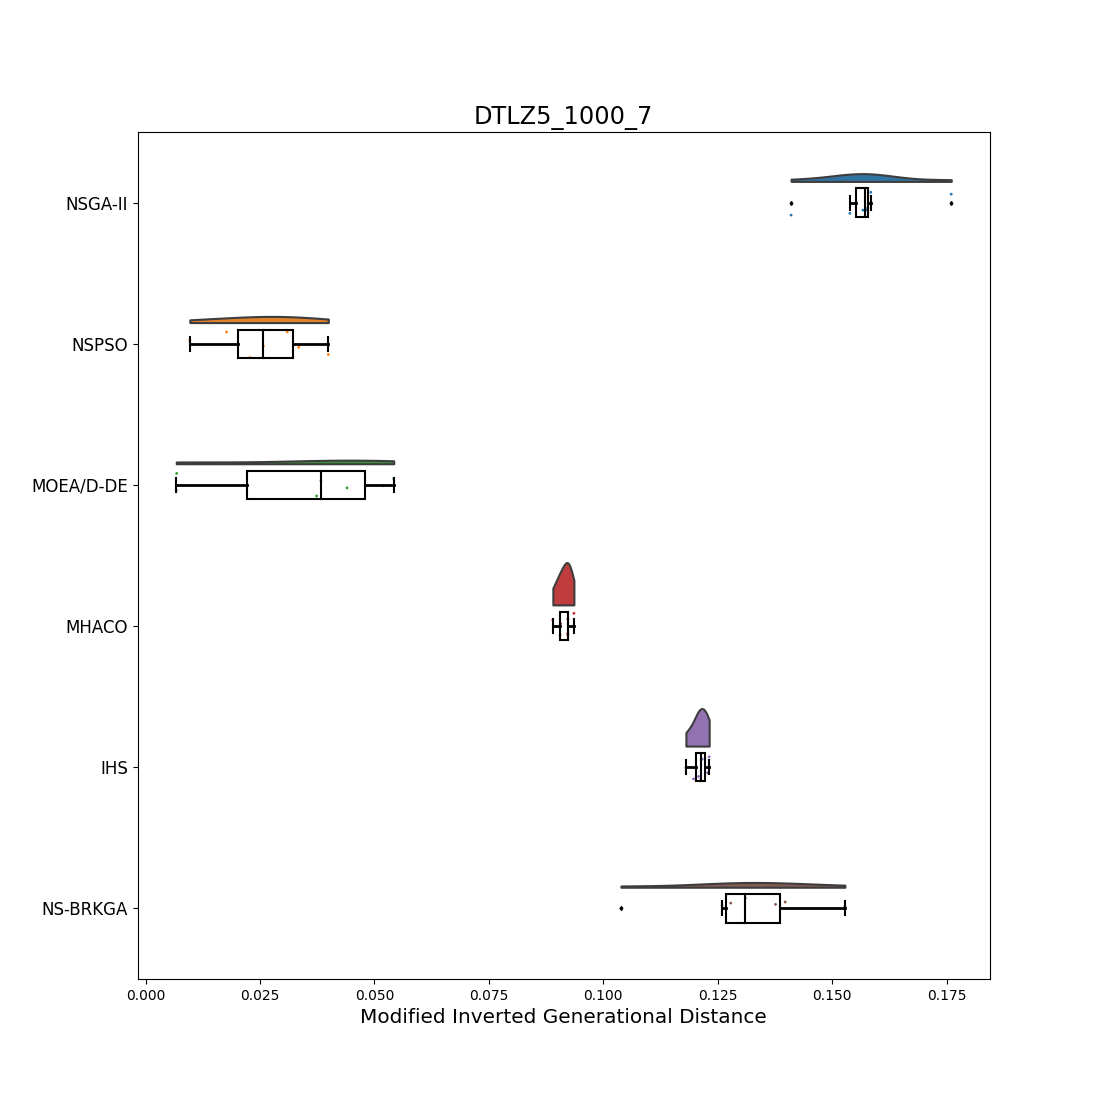 DTLZ5_1000_7
NSGA-II
NSPSO
MOEA/D-DE
MHACO
IHS
NS-BRKGA
0.000 0.025 0.050 0.075 0.100 0.125 0.150 0.175
Modified Inverted Generational Distance